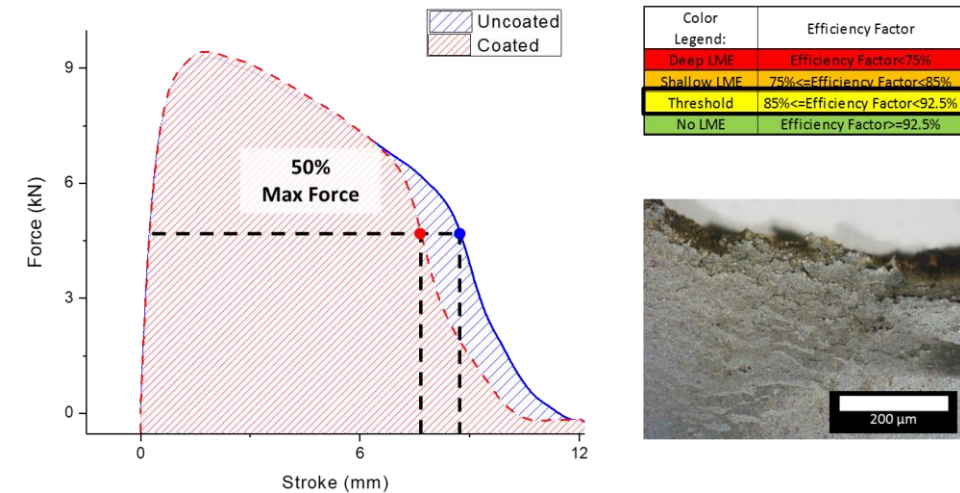 Uncoated
Coated
9
6
3
0
Force (kN)
50%
Max Force
0
6
12
Stroke (mm)
Color
Legend:
Efficiency Factor
Deep LME
Efficiency Factor<75%
Shallow LME
75%<=Efficiency Factor<85%
Threshold
85%<=Efficiency Factor<92.5%
No LME
Efficiency Factor>=92.5%
200 µm